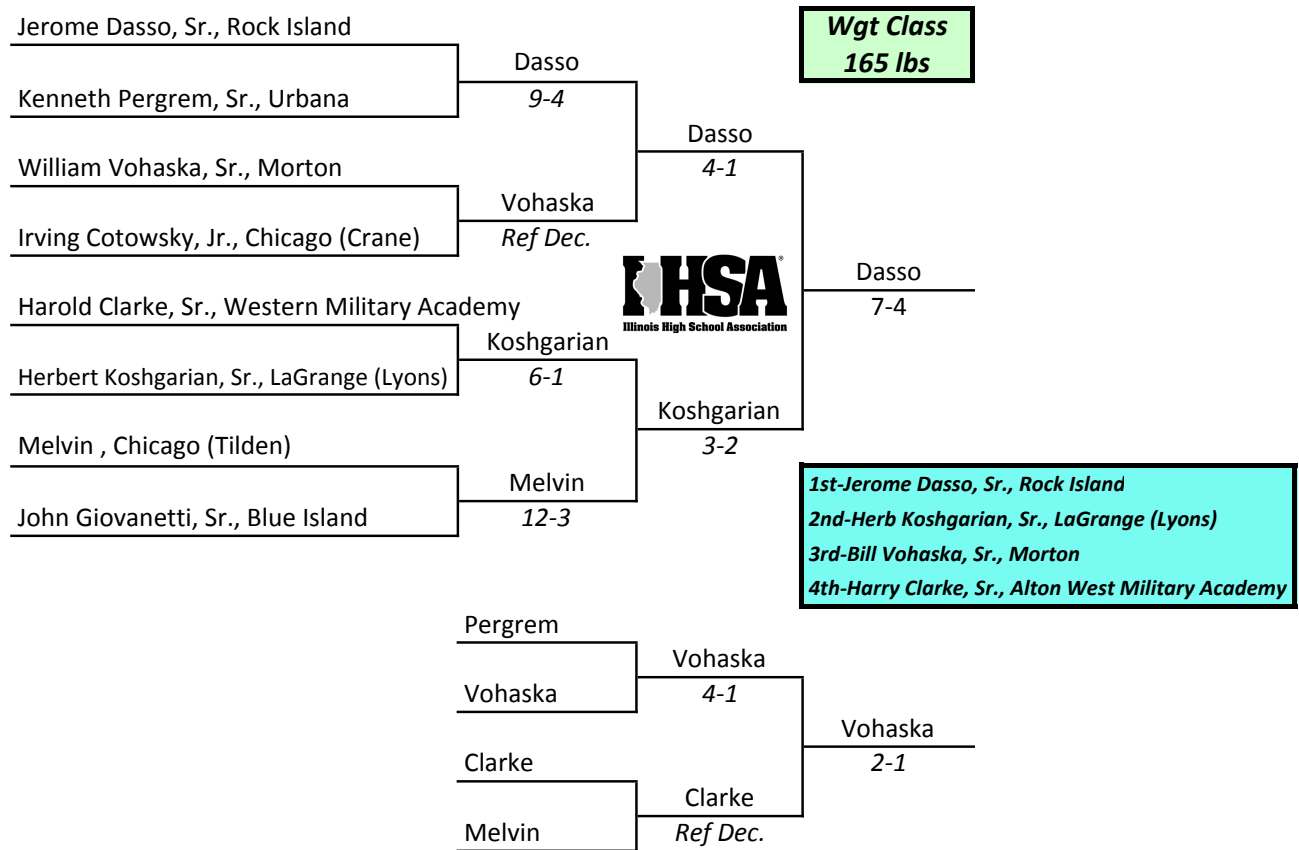 Jerome Dasso, Sr., Rock Island
Kenneth Pergrem, Sr., Urbana
William Vohaska, Sr., Morton
Irving Cotowsky, Jr., Chicago (Crane)
Harold Clarke, Sr., Western Military Academy
Herbert Koshgarian, Sr., LaGrange (Lyons)
Melvin , Chicago (Tilden)
John Giovanetti, Sr., Blue Island
Dasso
9-4
Vohaska
Ref Dec.
Koshgarian
6-1
Melvin
12-3
Dasso
4-1
Koshgarian
3-2
Dasso
7-4
Wgt Class
165 lbs
IHSA®
Illinois High School Association
1st-Jerome Dasso, Sr., Rock Island
2nd-Herb Koshgarian, Sr., LaGrange (Lyons)
3rd-Bill Vohaska, Sr., Morton
4th-Harry Clarke, Sr., Alton West Military Academy
Pergrem
Vohaska
Clarke
Melvin
Vohaska
4-1
Clarke
Ref Dec.
Vohaska
2-1